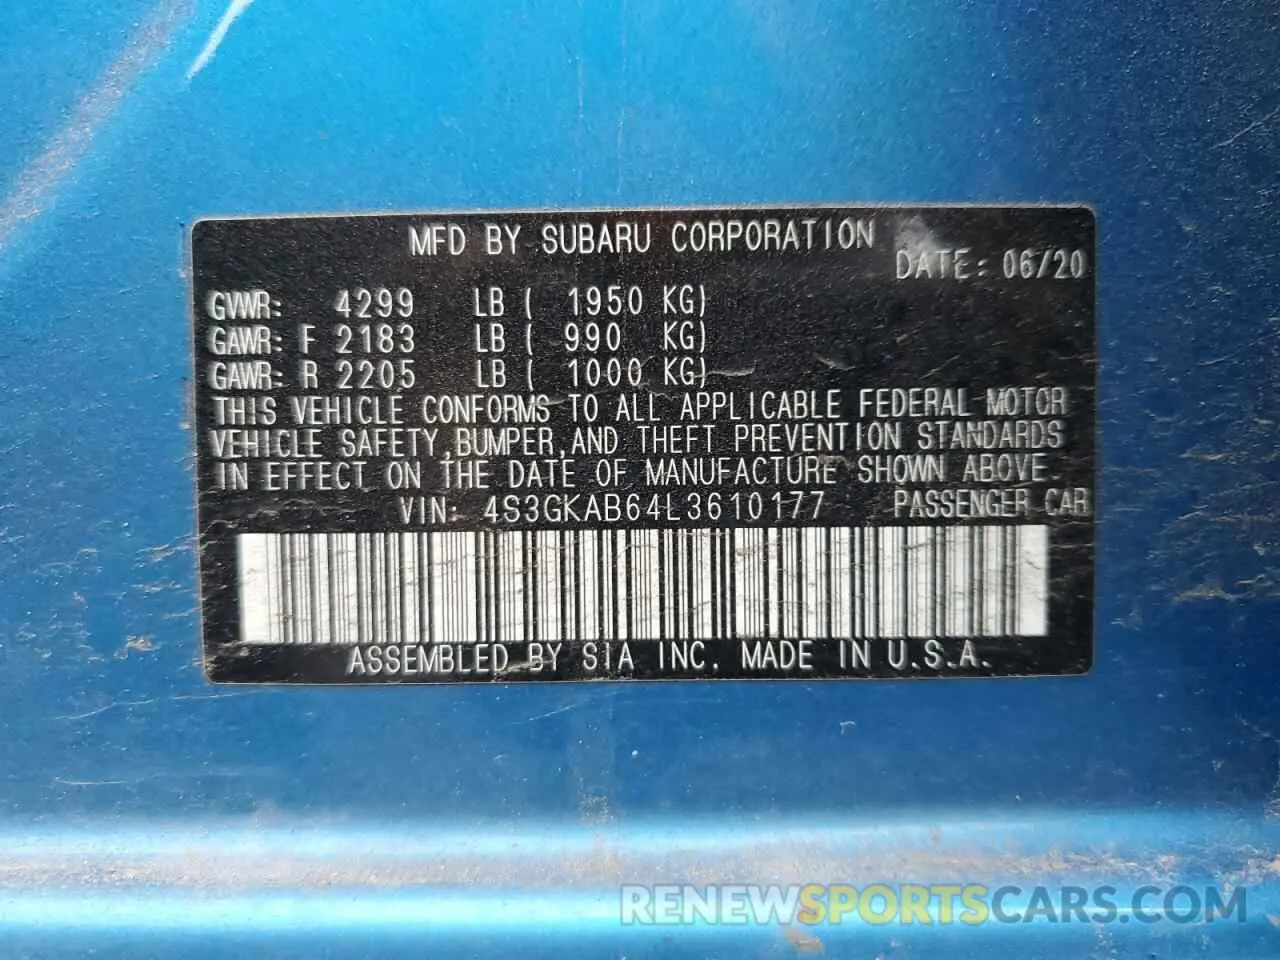 MFD BY SUBARU CORPORATION
DATE: 06/20
GVWR: 4299 LB ( 1950 KG)
GAWR: F 2183 LB ( 990 KG)
GAWR: R 2205 LB ( 1000 KG)
THIS VEHICLE CONFORMS TO ALL APPLICABLE FEDERAL MOTOR
VEHICLE SAFETY, BUMPER, AND THEFT PREVENTION STANDARDS
IN EFFECT ON THE DATE OF MANUFACTURE SHOWN ABOVE.
VIN: 4S3GKAB64L3610177 PASSENGER CAR
ASSEMBLED BY SIA INC. MADE IN U.S.A.
RENEWSPORTSCARS.COM